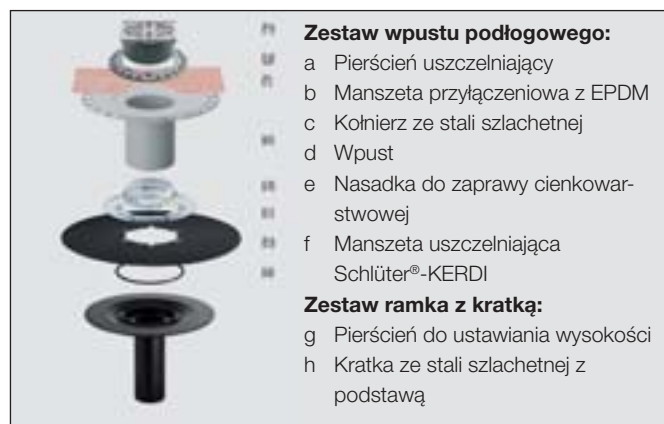 Zestaw wpustu podłogowego:
a Pierścień uszczelniający
b Manszeta przyłączeniowa z EPDM
c Kołnierz ze stali szlachetnej
d Wpust
e Nasadka do zaprawy cienkowar-
stwowej
f Manszeta uszczelniająca
Schlüter®-KERDI
Zestaw ramka z kratką:
g Pierścień do ustawiania wysokości
h Kratka ze stali szlachetnej z
podstawą